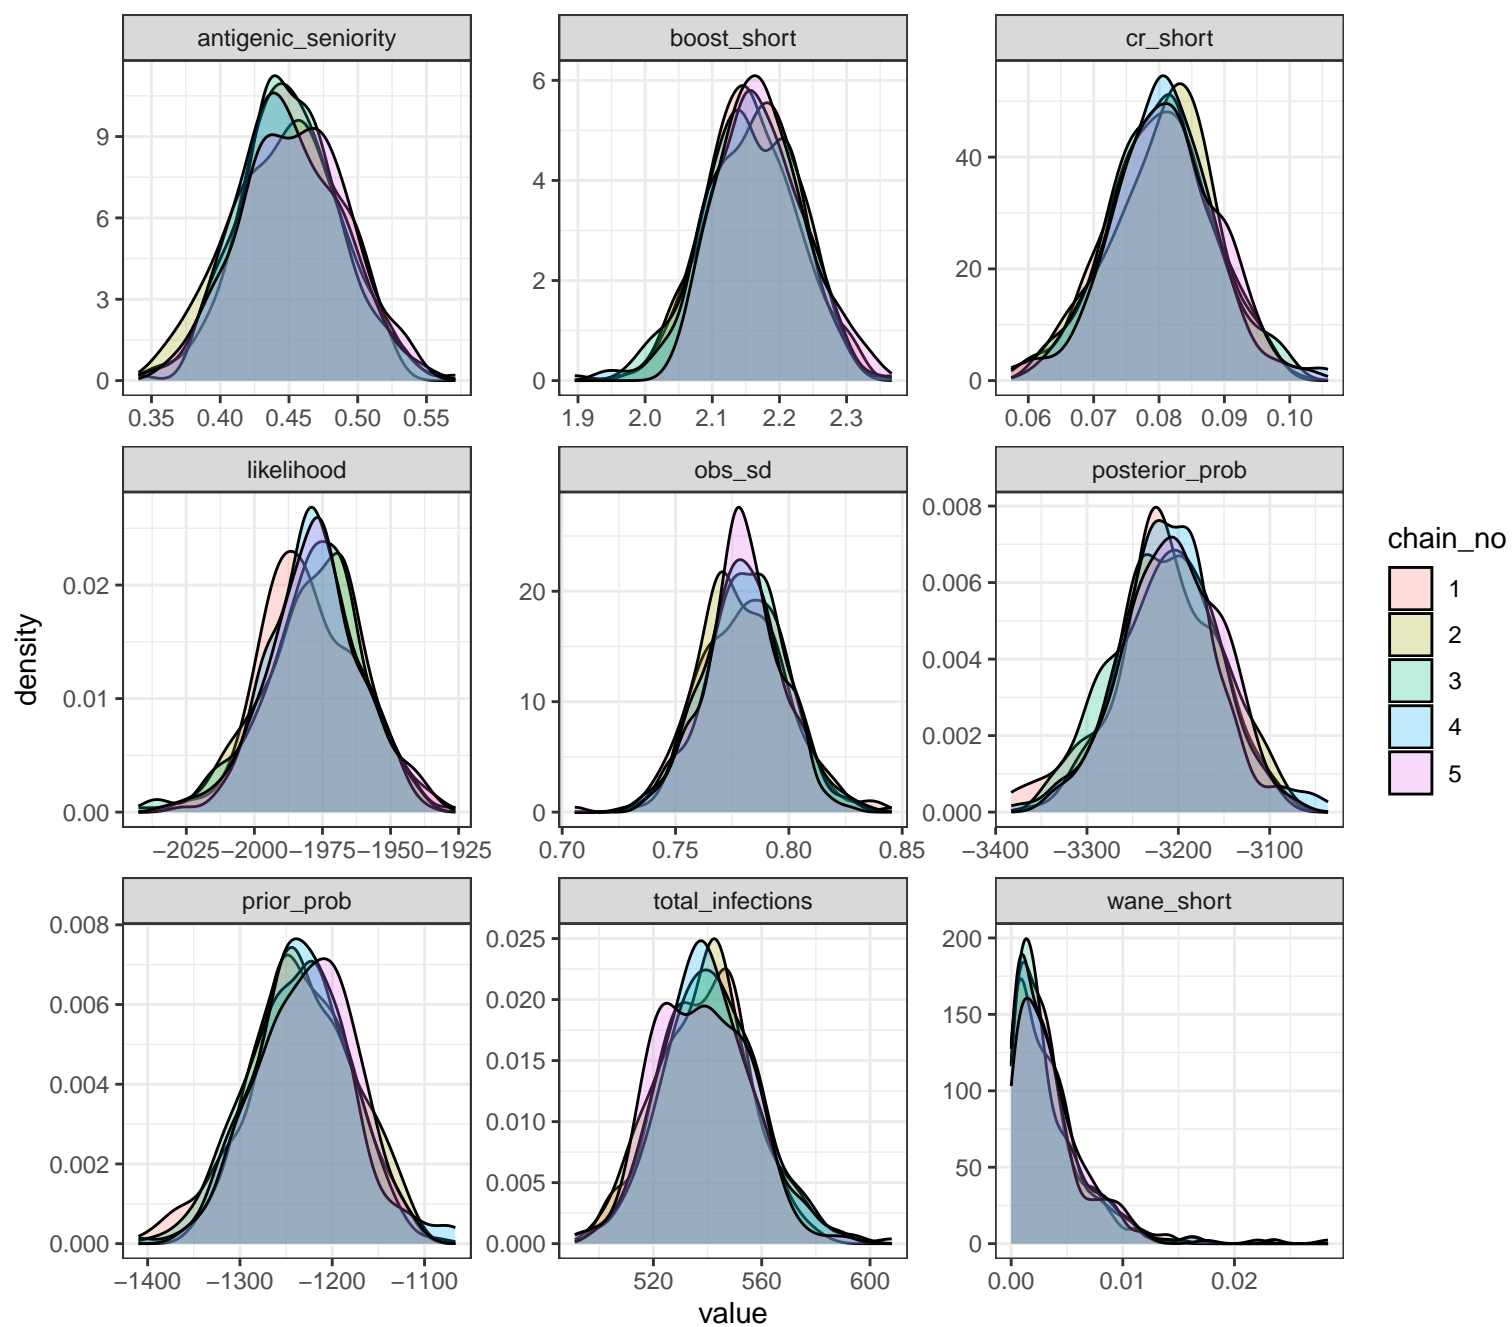 antigenic_seniority
boost_short
cr_short
9
6
3
0
0.35 0.40 0.45 0.50 0.55
6
4
2
0
1.9 2.0 2.1 2.2 2.3
40
20
0
0.06 0.07 0.08 0.09 0.10
likelihood
obs_sd
posterior_prob
0.02
0.01
0.00
−2025 −2000 −1975 −1950 −1925
20
10
0
0.70 0.75 0.80 0.85
0.008
0.006
0.004
0.002
0.000
−3400 −3300 −3200 −3100
prior_prob
total_infections
wane_short
0.008
0.006
0.004
0.002
0.000
−1400 −1300 −1200 −1100
0.025
0.020
0.015
0.010
0.005
0.000
520 560 600
200
150
100
50
0
0.00 0.01 0.02
density
value
chain_no
1
2
3
4
5